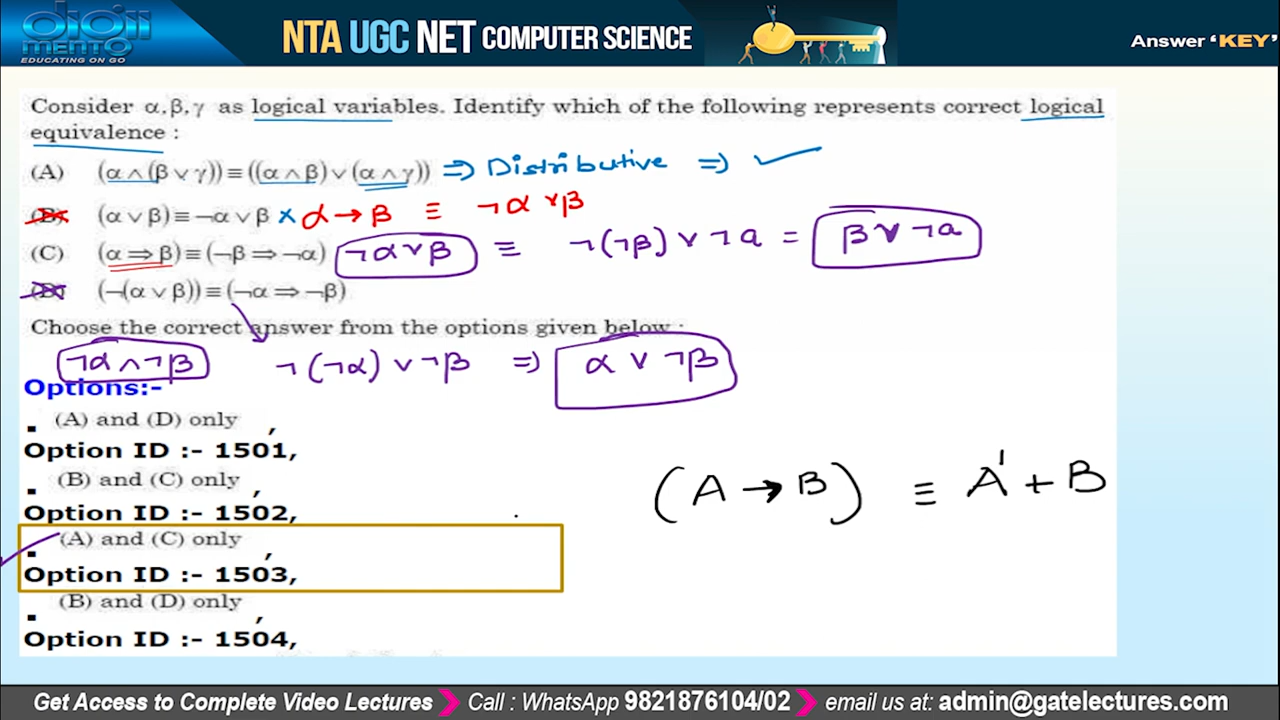 digii
MENTO
EDUCATING ON GO
NTA UGC NET COMPUTER SCIENCE
Answer ‘KEY’
Consider α,β,γ as logical variables. Identify which of the following represents correct logical
equivalence :
(A) (α ∧ (β ∨ γ)) ≡ ((α ∧ β) ∨ (α ∧ γ)) ⇒ Distributive ⇒ ✓
(B) (α ∨ β) ≡ ¬α ∨ β × α → β ≡ ¬α ∨ β
(C) (α ⇒ β) ≡ (¬β ⇒ ¬α) ¬α ∨ β ≡ ¬(¬β) ∨ ¬a = β ∨ ¬a
(D) (¬(α ∨ β)) ≡ (¬α ⇒ ¬β)
Choose the correct answer from the options given below :
¬α ∧ ¬β ¬(¬α) ∨ ¬β ⇒ α ∨ ¬β
Options:-
(A) and (D) only ,
Option ID :- 1501,
(B) and (C) only ,
Option ID :- 1502,
(A → B) ≡ A' + B
(A) and (C) only ,
Option ID :- 1503,
(B) and (D) only ,
Option ID :- 1504,
Get Access to Complete Video Lectures Call : WhatsApp 9821876104/02 email us at: admin@gatelectures.com